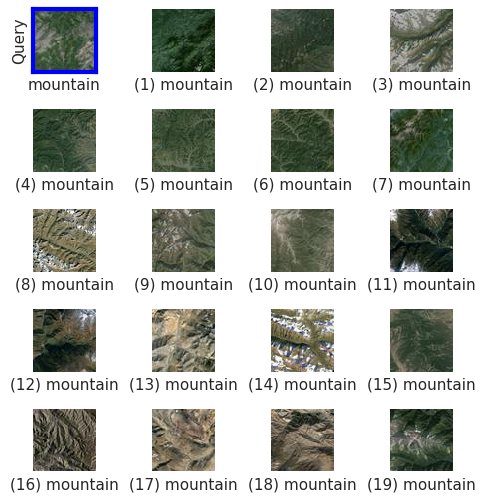 Query
mountain
(1) mountain
(2) mountain
(3) mountain
(4) mountain
(5) mountain
(6) mountain
(7) mountain
(8) mountain
(9) mountain
(10) mountain
(11) mountain
(12) mountain
(13) mountain
(14) mountain
(15) mountain
(16) mountain
(17) mountain
(18) mountain
(19) mountain